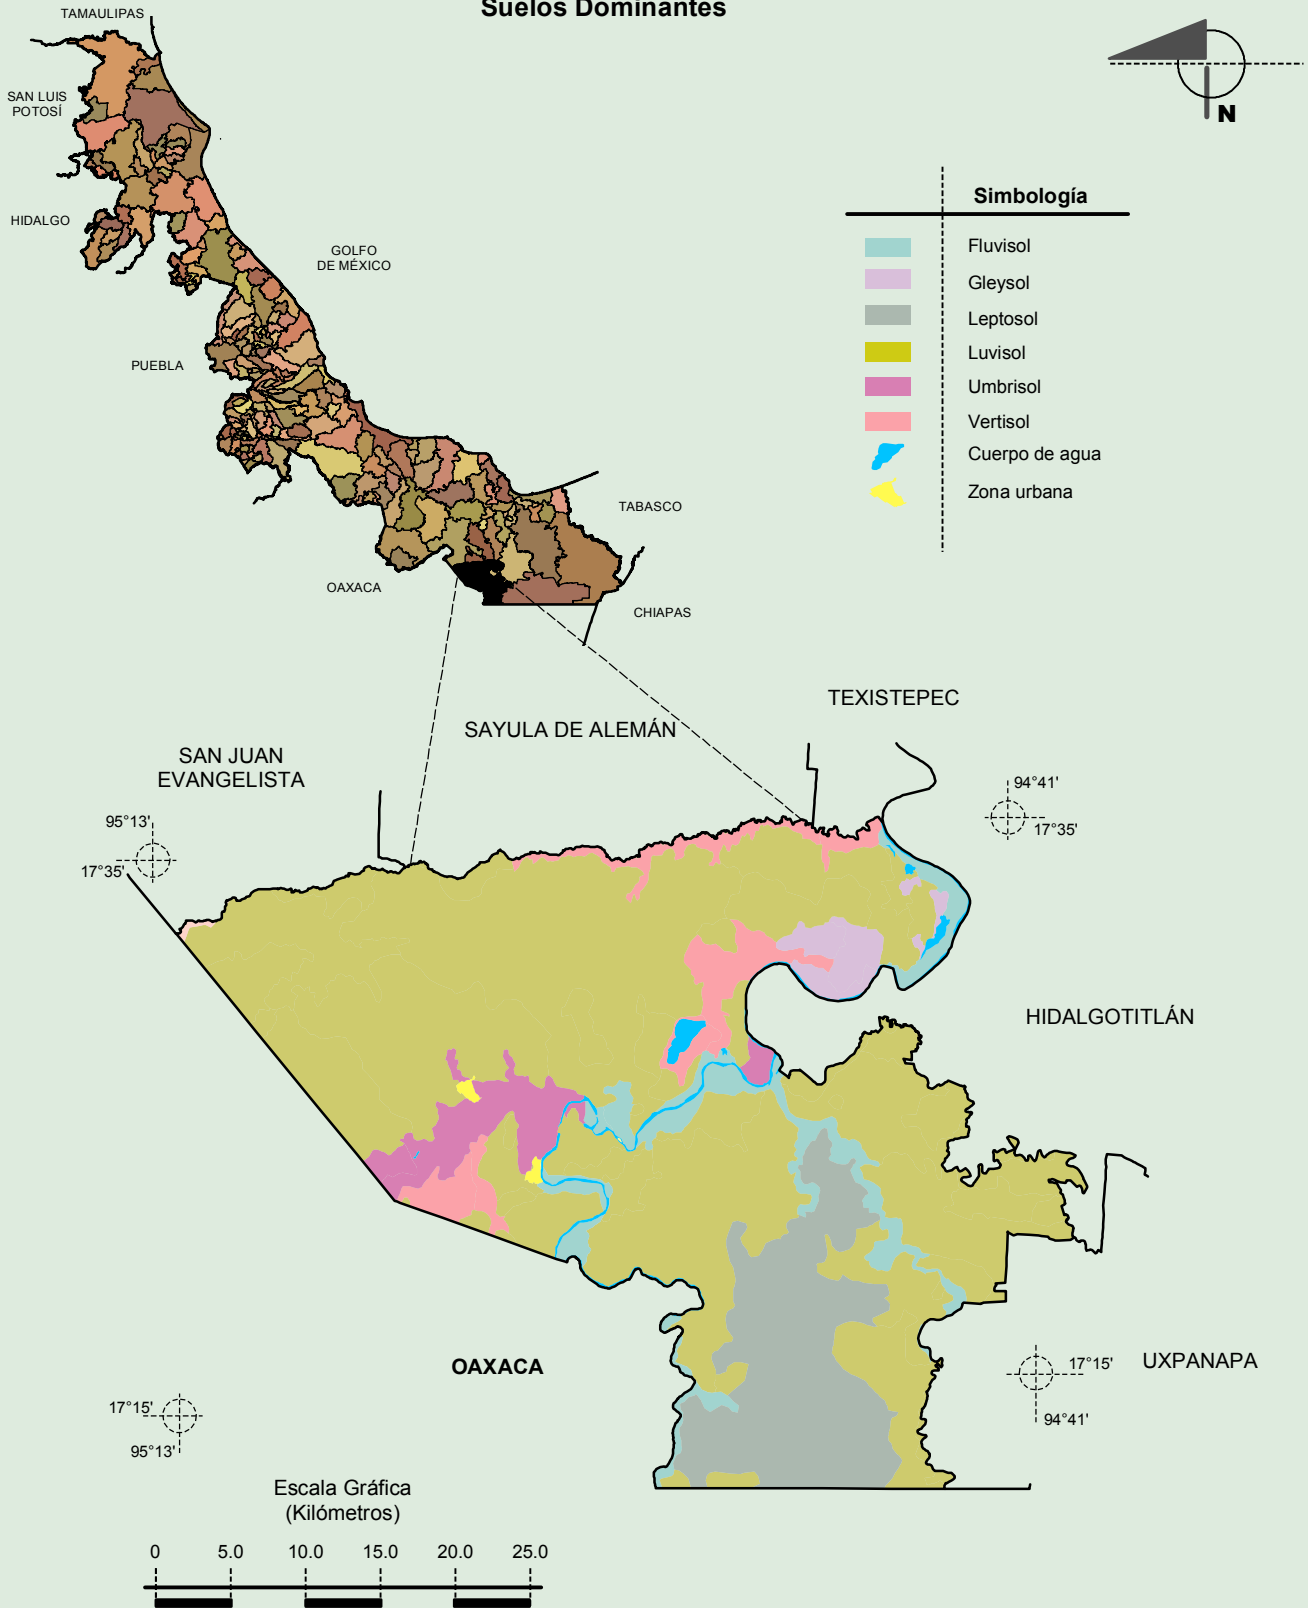 Suelos Dominantes
TAMAULIPAS
SAN LUIS
POTOSÍ
HIDALGO
GOLFO
DE MÉXICO
PUEBLA
OAXACA
TABASCO
CHIAPAS
N
Simbología
Fluvisol
Gleysol
Leptosol
Luvisol
Umbrisol
Vertisol
Cuerpo de agua
Zona urbana
TEXISTEPEC
SAYULA DE ALEMÁN
SAN JUAN
EVANGELISTA
95°13'
17°35'
94°41'
17°35'
HIDALGOTITLÁN
OAXACA
UXPANAPA
17°15'
94°41'
17°15'
95°13'
Escala Gráfica
(Kilómetros)
0 5.0 10.0 15.0 20.0 25.0